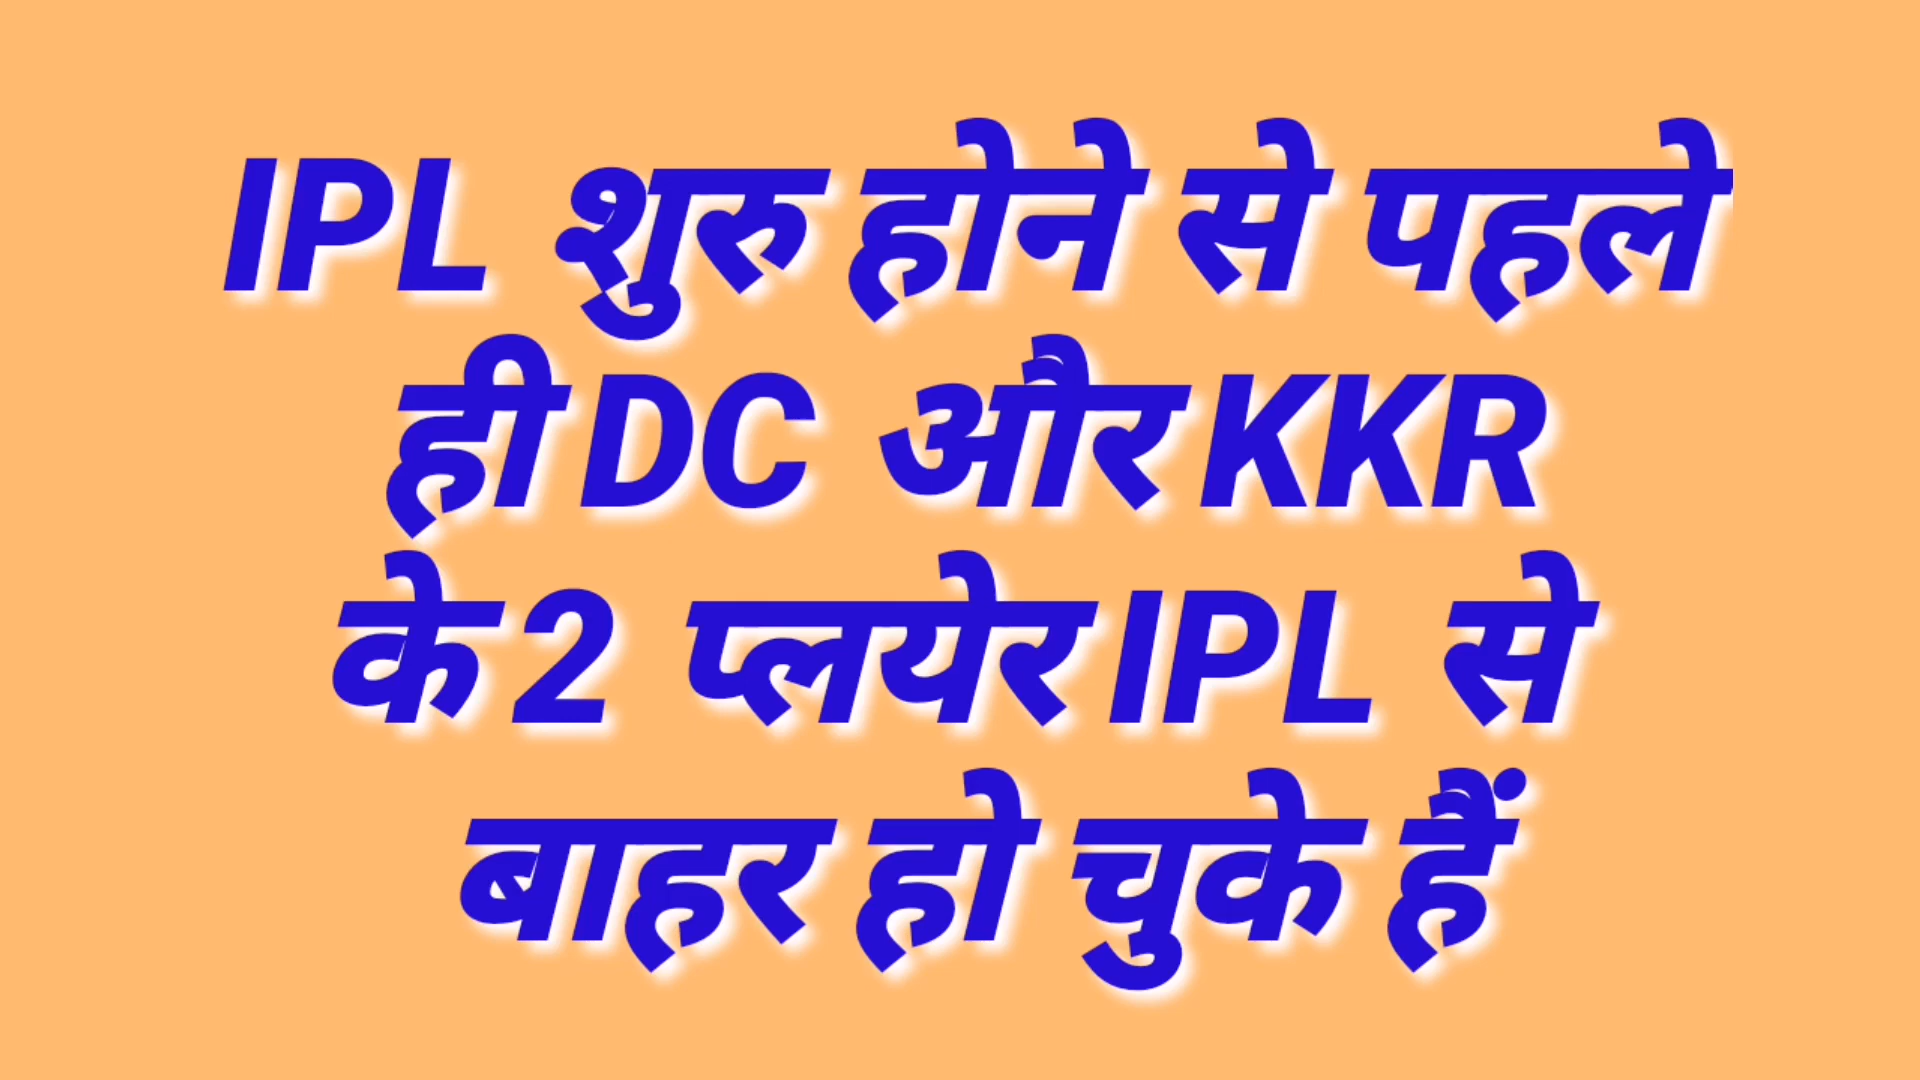 IPL शुरु होने से पहले
ही DC और KKR
के 2 प्लयेर IPL से
बाहर हो चुके हैं